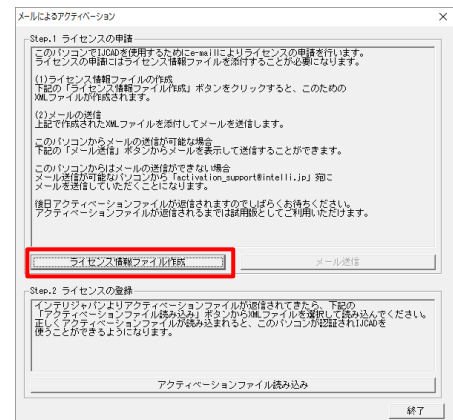 メールによるアクティベーション
Step.1 ライセンスの申請
このパソコンでIJCADを使用するためにe-mailによりライセンスの申請を行います。
ライセンスの申請にはライセンス情報ファイルを添付することが必要になります。
(1)ライセンス情報ファイルの作成
下記の「ライセンス情報ファイル作成」ボタンをクリックすると、このための
XMLファイルが作成されます。
(2)メールの送信
上記で作成されたXMLファイルを添付してメールを送信します。
このパソコンからメールの送信が可能な場合
下記の「メール送信」ボタンからメールを表示して送信することができます。
このパソコンからはメールの送信ができない場合
メール送信が可能なパソコンから「activation_support@intelli.jp」宛に
メールを送信していただくことになります。
後日アクティベーションファイルが返信されますのでしばらくお待ちください。
アクティベーションファイルが返信されるまでは試用版としてご利用いただけます。
ライセンス情報ファイル作成
メール送信
Step.2 ライセンスの登録
インテリジャパンよりアクティベーションファイルが返信されてきたら、下記の
「アクティベーションファイル読み込み」ボタンからXMLファイルを選択して読み込んでください。
正しくアクティベーションファイルが読み込まれると、このパソコンが認証されIJCADを
使うことができるようになります。
アクティベーションファイル読み込み
終了